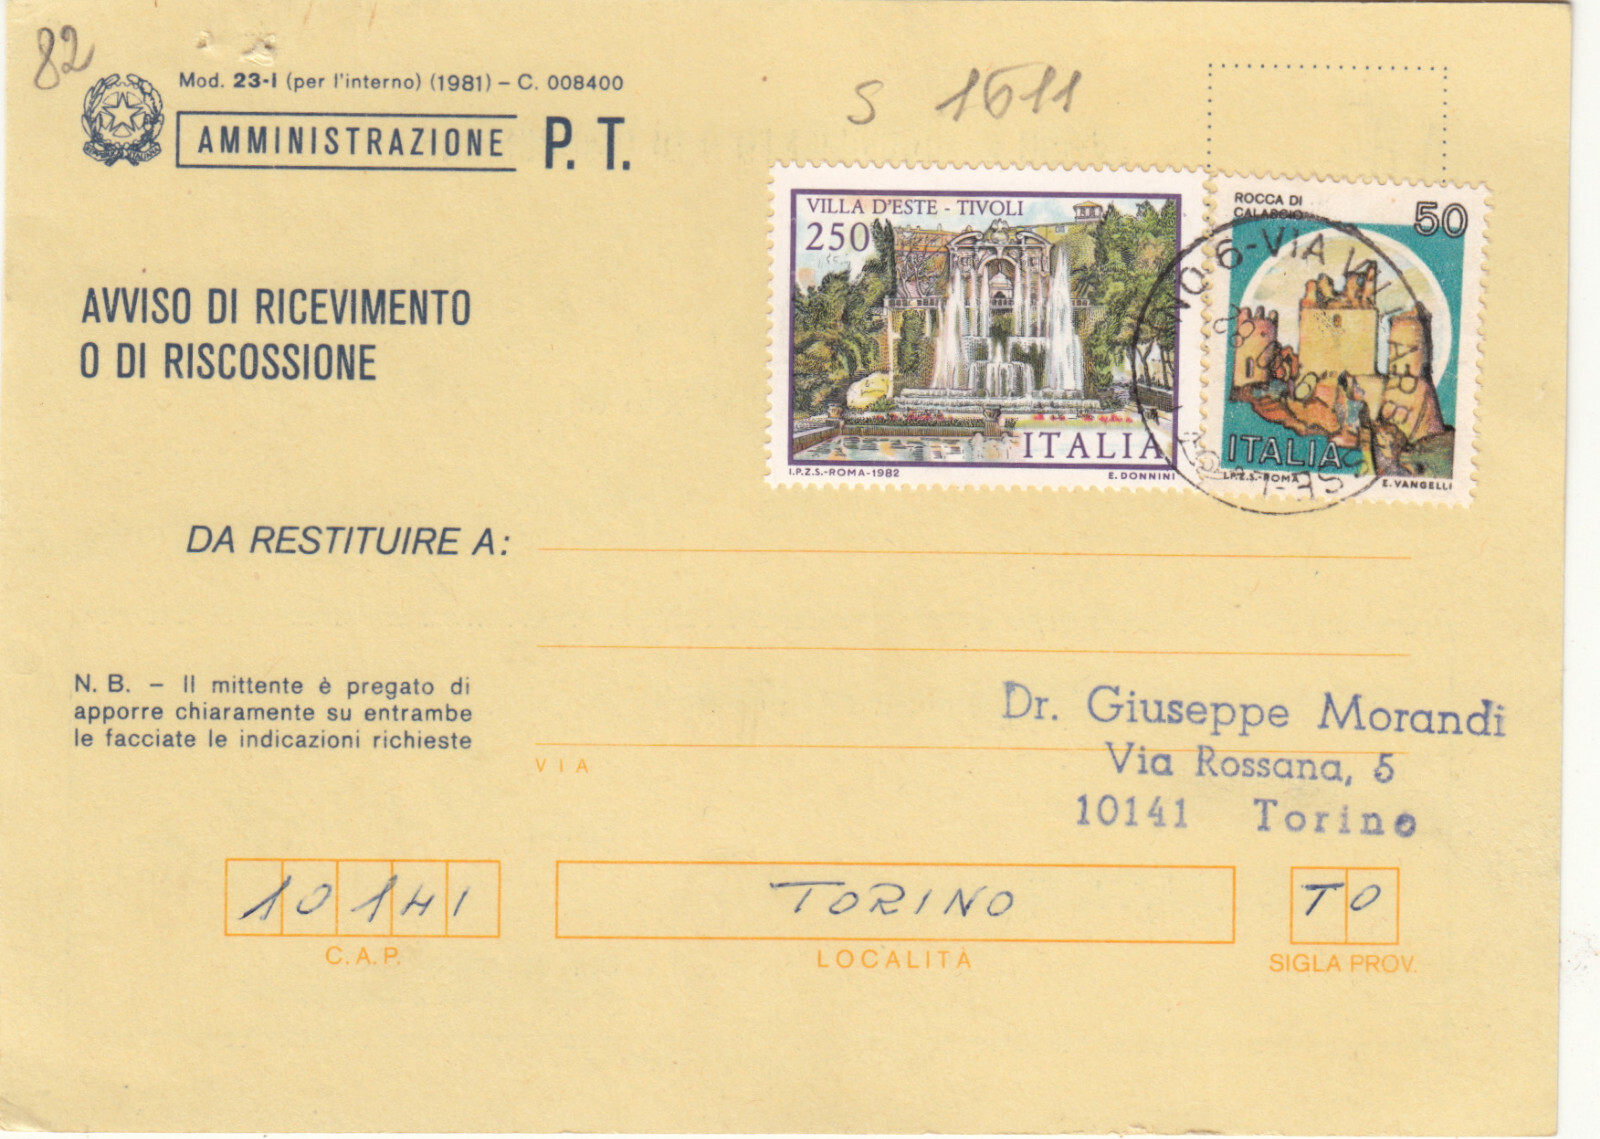 82
Mod. 23-I (per l'interno) (1981) – C. 008400
AMMINISTRAZIONE P. T.
S 1611
VILLA D'ESTE - TIVOLI
250
ITALIA
I.P.Z.S.-ROMA-1982 E. DONNINI
ROCCA DI
CALASCIO
50
ITALIA
I.P.Z.S.-ROMA E. VANGELLI
AVVISO DI RICEVIMENTO
O DI RISCOSSIONE
DA RESTITUIRE A:
N. B. – Il mittente è pregato di
apporre chiaramente su entrambe
le facciate le indicazioni richieste
Dr. Giuseppe Morandi
Via Rossana, 5
10141 Torino
VIA
10141 TORINO TO
C.A.P. LOCALITÀ SIGLA PROV.